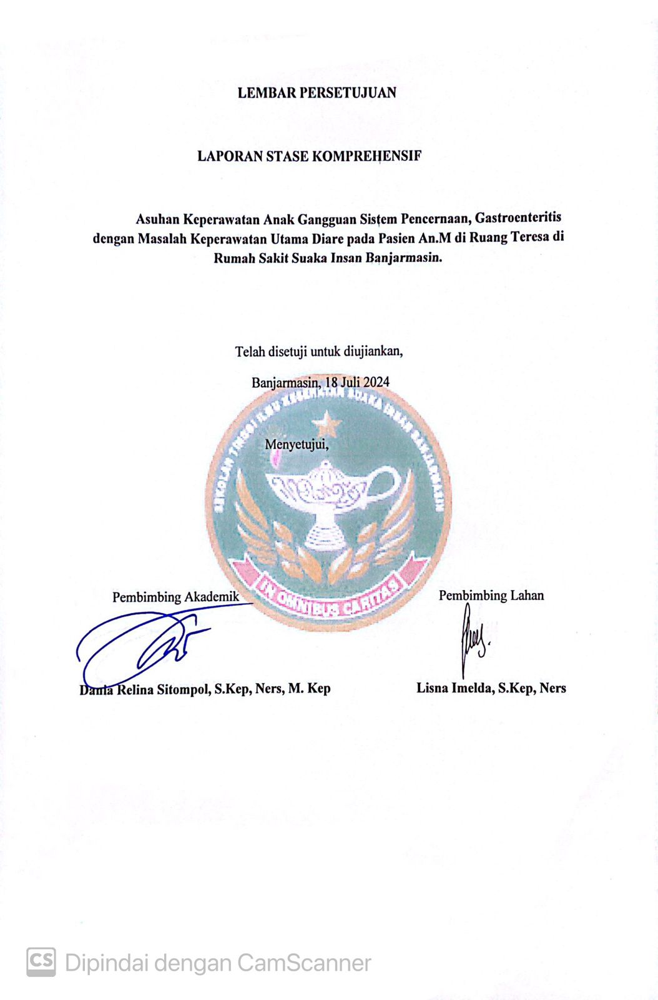 LEMBAR PERSETUJUAN
LAPORAN STASE KOMPREHENSIF
Asuhan Keperawatan Anak Gangguan Sistem Pencernaan, Gastroenteritis
dengan Masalah Keperawatan Utama Diare pada Pasien An.M di Ruang Teresa di
Rumah Sakit Suaka Insan Banjarmasin.
Telah disetuji untuk diujiankan,
Banjarmasin, 18 Juli 2024
SEKOLAH TINGGI ILMU KESEHATAN SUAKA INSAN BANJARMASIN
Menyetujui,
IN OMNIBUS CARITAS
Pembimbing Akademik Pembimbing Lahan
Dania Relina Sitompol, S.Kep, Ners, M. Kep Lisna Imelda, S.Kep, Ners
CS Dipindai dengan CamScanner